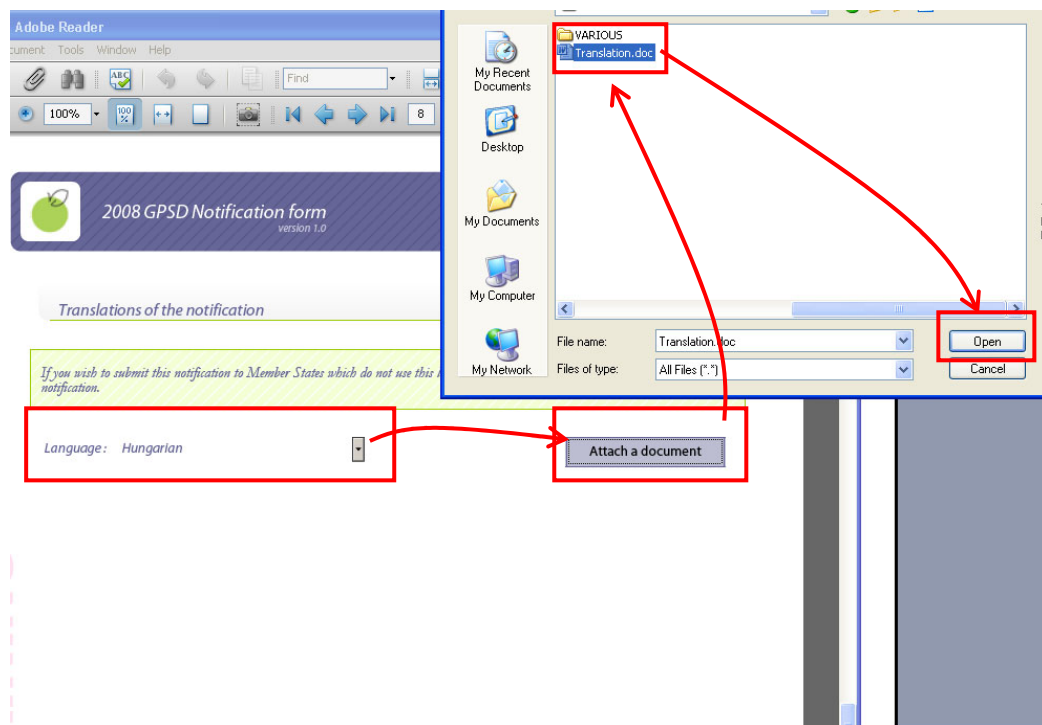 Adobe Reader
cument Tools Window Help
ABC
Find
100%
100 %
8
2008 GPSD Notification form
version 1.0
Translations of the notification
If you wish to submit this notification to Member States which do not use this
notification.
Language: Hungarian
Attach a document
VARIOUS
Translation.doc
My Recent
Documents
Desktop
My Documents
My Computer
My Network
File name: Translation.doc
Open
Files of type: All Files (*.*)
Cancel